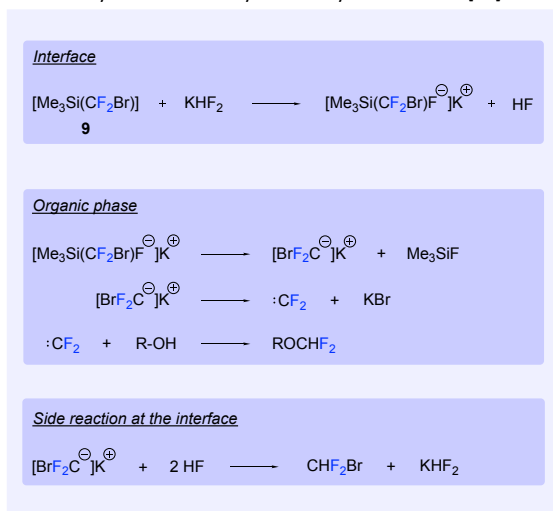 Interface
[Me₃Si(CF₂Br)] + KHF₂ ⟶ [Me₃Si(CF₂Br)F⊖]K⊕ + HF
9
Organic phase
[Me₃Si(CF₂Br)F⊖]K⊕ ⟶ [BrF₂C⊖]K⊕ + Me₃SiF
[BrF₂C⊖]K⊕ ⟶ :CF₂ + KBr
:CF₂ + R-OH ⟶ ROCHF₂
Side reaction at the interface
[BrF₂C⊖]K⊕ + 2 HF ⟶ CHF₂Br + KHF₂